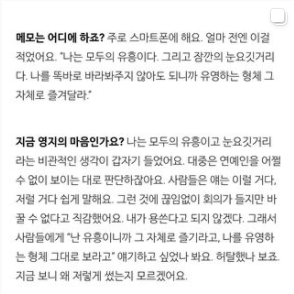 메모는 어디에 하죠? 주로 스마트폰에 해요. 얼마 전엔 이걸
적었어요. “나는 모두의 유흥이다. 그리고 잠깐의 눈요깃거리
다. 나를 똑바로 바라봐주지 않아도 되니까 유영하는 형체 그
자체로 즐겨달라.”
지금 영지의 마음인가요? 나는 모두의 유흥이고 눈요깃거리
라는 비관적인 생각이 갑자기 들었어요. 대중은 연예인을 어쩔
수 없이 보이는 대로 판단하잖아요. 사람들은 얘는 이럴 거다,
저럴 거다 쉽게 말해요. 그런 것에 끊임없이 회의가 들지만 바
꿀 수 없다고 직감했어요. 내가 용쓴다고 되지 않겠다. 그래서
사람들에게 “난 유흥이니까 그 자체로 즐기라고, 나를 유영하
는 형체 그대로 보라고” 얘기하고 싶었나 봐요. 허탈했나 보죠.
지금 보니 왜 저렇게 썼는지 모르겠어요.